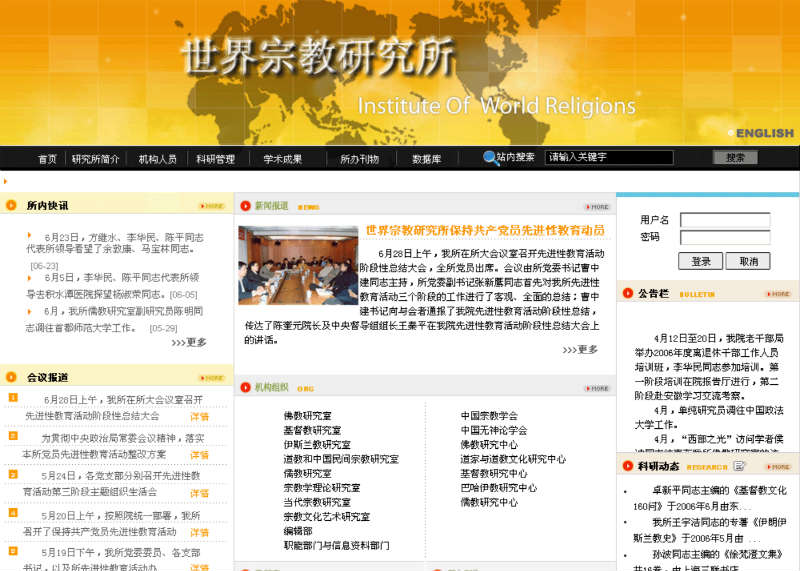 世界宗教研究所
Institute Of World Religions
ENGLISH
首页 研究所简介 机构人员 科研管理 学术成果 所办刊物 数据库 站内搜索 请输入关键字 搜索
所内快讯 MORE
6月23日，方继水、李华民、陈平同志
代表所领导看望了余敦康、马宝林同志。
[06-23]
6月5日，李华民、陈平同志代表所领
导去积水潭医院探望杨淑荣同志。[06-05]
6月，我所儒教研究室副研究员陈明同
志调往首都师范大学工作。 [05-29]
>>>更多
会议报道 MORE
1 6月28日上午，我所在所大会议室召开
先进性教育活动阶段性总结大会 详情
2 为贯彻中央政治局常委会议精神，落实
本所党员先进性教育活动整改方案 详情
3 5月24日，各党支部分别召开先进性教
育活动第三阶段主题组织生活会 详情
4 5月20日上午，按照院统一部署，我所
召开了保持共产党员先进性教育活动 详情
5 5月19日下午，我所党委委员、各支部
书记，以及所先进性教育活动办 详情
新闻报道 NEWS MORE
世界宗教研究所保持共产党员先进性教育动员
6月28日上午，我所在所大会议室召开先进性教育活动
阶段性总结大会，全所党员出席。会议由所党委书记曹中
建同志主持，所党委副书记张新鹰同志首先对我所先进性
教育活动三个阶段的工作进行了客观、全面的总结；曹中
建书记向与会者通报了我院先进性教育活动阶段性总结，
传达了陈奎元院长及中央督导组组长王秦平在我院先进性教育活动阶段性总结大会上
的讲话。
>>>更多
机构组织 ORG MORE
佛教研究室
基督教研究室
伊斯兰教研究室
道教和中国民间宗教研究室
儒教研究室
宗教学理论研究室
当代宗教研究室
宗教文化艺术研究室
编辑部
职能部门与信息资料部门
中国宗教学会
中国无神论学会
佛教研究中心
道家与道教文化研究中心
基督教研究中心
巴哈伊教研究中心
儒教研究中心
用户名
密码
登录 取消
公告栏 BULLETIN MORE
4月12日至20日，我院老干部局
举办2006年度离退休干部工作人员
培训班，李华民同志参加培训。第
一阶段培训在院报告厅进行，第二
阶段赴安徽学习交流考察。
4月，单纯研究员调往中国政法
大学工作。
4月，“西部之光”访问学者侯
科研动态 RESEARCH MORE
卓新平同志主编的《基督教文化
160问》于2006年6月由东...
我所王宇洁同志的专著《伊朗伊
斯兰教史》于2006年5月由 ...
孙波同志主编的《徐梵澄文集》
共16卷，由上海三联书店